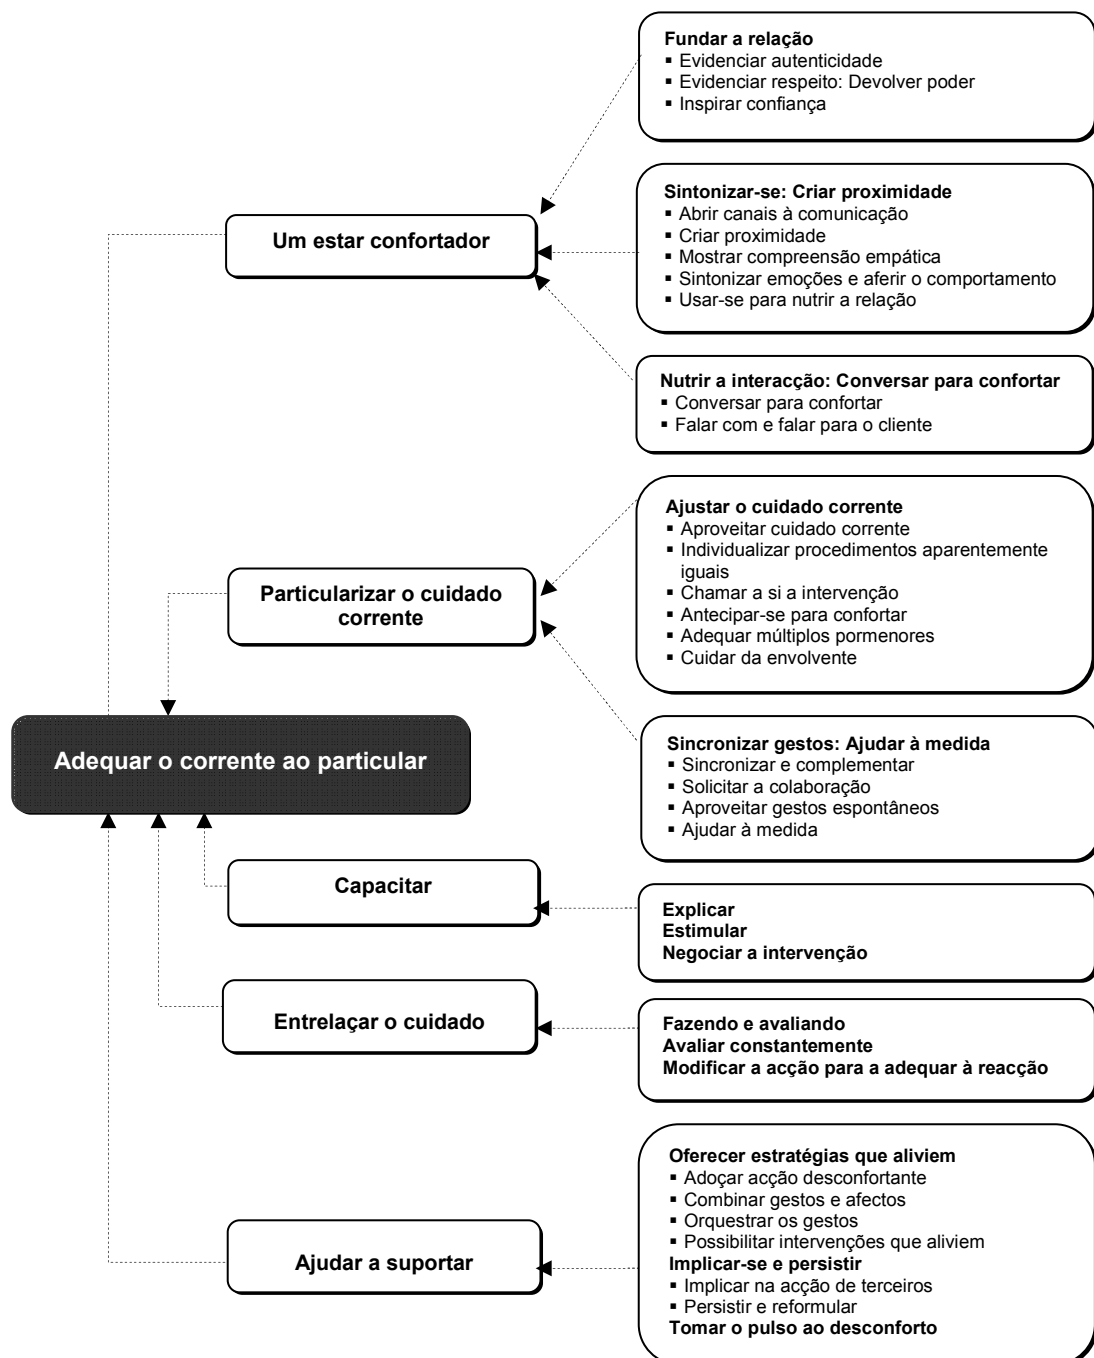 Fundar a relação
▪ Evidenciar autenticidade
▪ Evidenciar respeito: Devolver poder
▪ Inspirar confiança
Um estar confortador
Sintonizar-se: Criar proximidade
▪ Abrir canais à comunicação
▪ Criar proximidade
▪ Mostrar compreensão empática
▪ Sintonizar emoções e aferir o comportamento
▪ Usar-se para nutrir a relação
Nutrir a interacção: Conversar para confortar
▪ Conversar para confortar
▪ Falar com e falar para o cliente
Particularizar o cuidado
corrente
Ajustar o cuidado corrente
▪ Aproveitar cuidado corrente
▪ Individualizar procedimentos aparentemente
iguais
▪ Chamar a si a intervenção
▪ Antecipar-se para confortar
▪ Adequar múltiplos pormenores
▪ Cuidar da envolvente
Adequar o corrente ao particular
Sincronizar gestos: Ajudar à medida
▪ Sincronizar e complementar
▪ Solicitar a colaboração
▪ Aproveitar gestos espontâneos
▪ Ajudar à medida
Capacitar
Explicar
Estimular
Negociar a intervenção
Entrelaçar o cuidado
Fazendo e avaliando
Avaliar constantemente
Modificar a acção para a adequar à reacção
Ajudar a suportar
Oferecer estratégias que aliviem
▪ Adoçar acção desconfortante
▪ Combinar gestos e afectos
▪ Orquestrar os gestos
▪ Possibilitar intervenções que aliviem
Implicar-se e persistir
▪ Implicar na acção de terceiros
▪ Persistir e reformular
Tomar o pulso ao desconforto